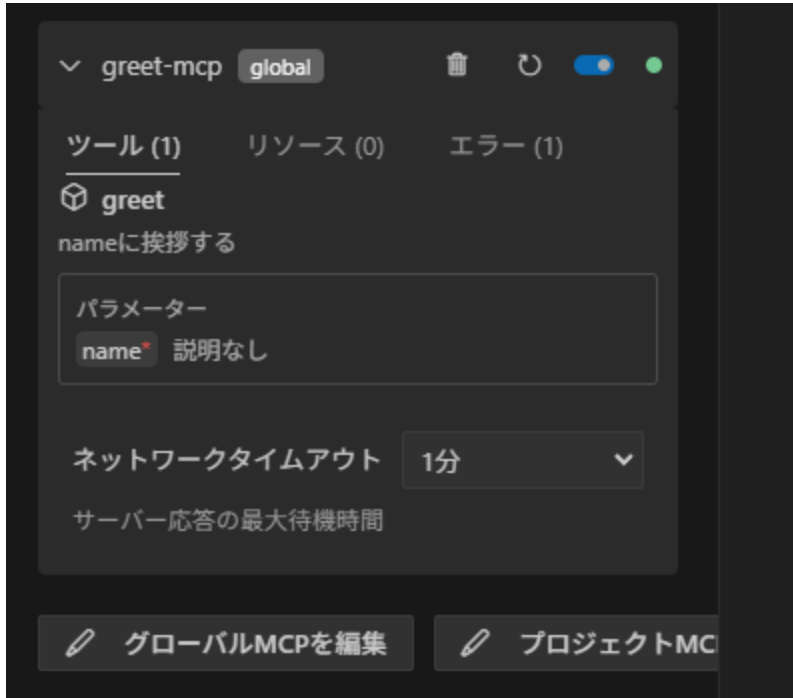 greet-mcp global
ツール (1) リソース (0) エラー (1)
greet
nameに挨拶する
パラメーター
name* 説明なし
ネットワークタイムアウト 1分
サーバー応答の最大待機時間
グローバルMCPを編集 プロジェクトMC